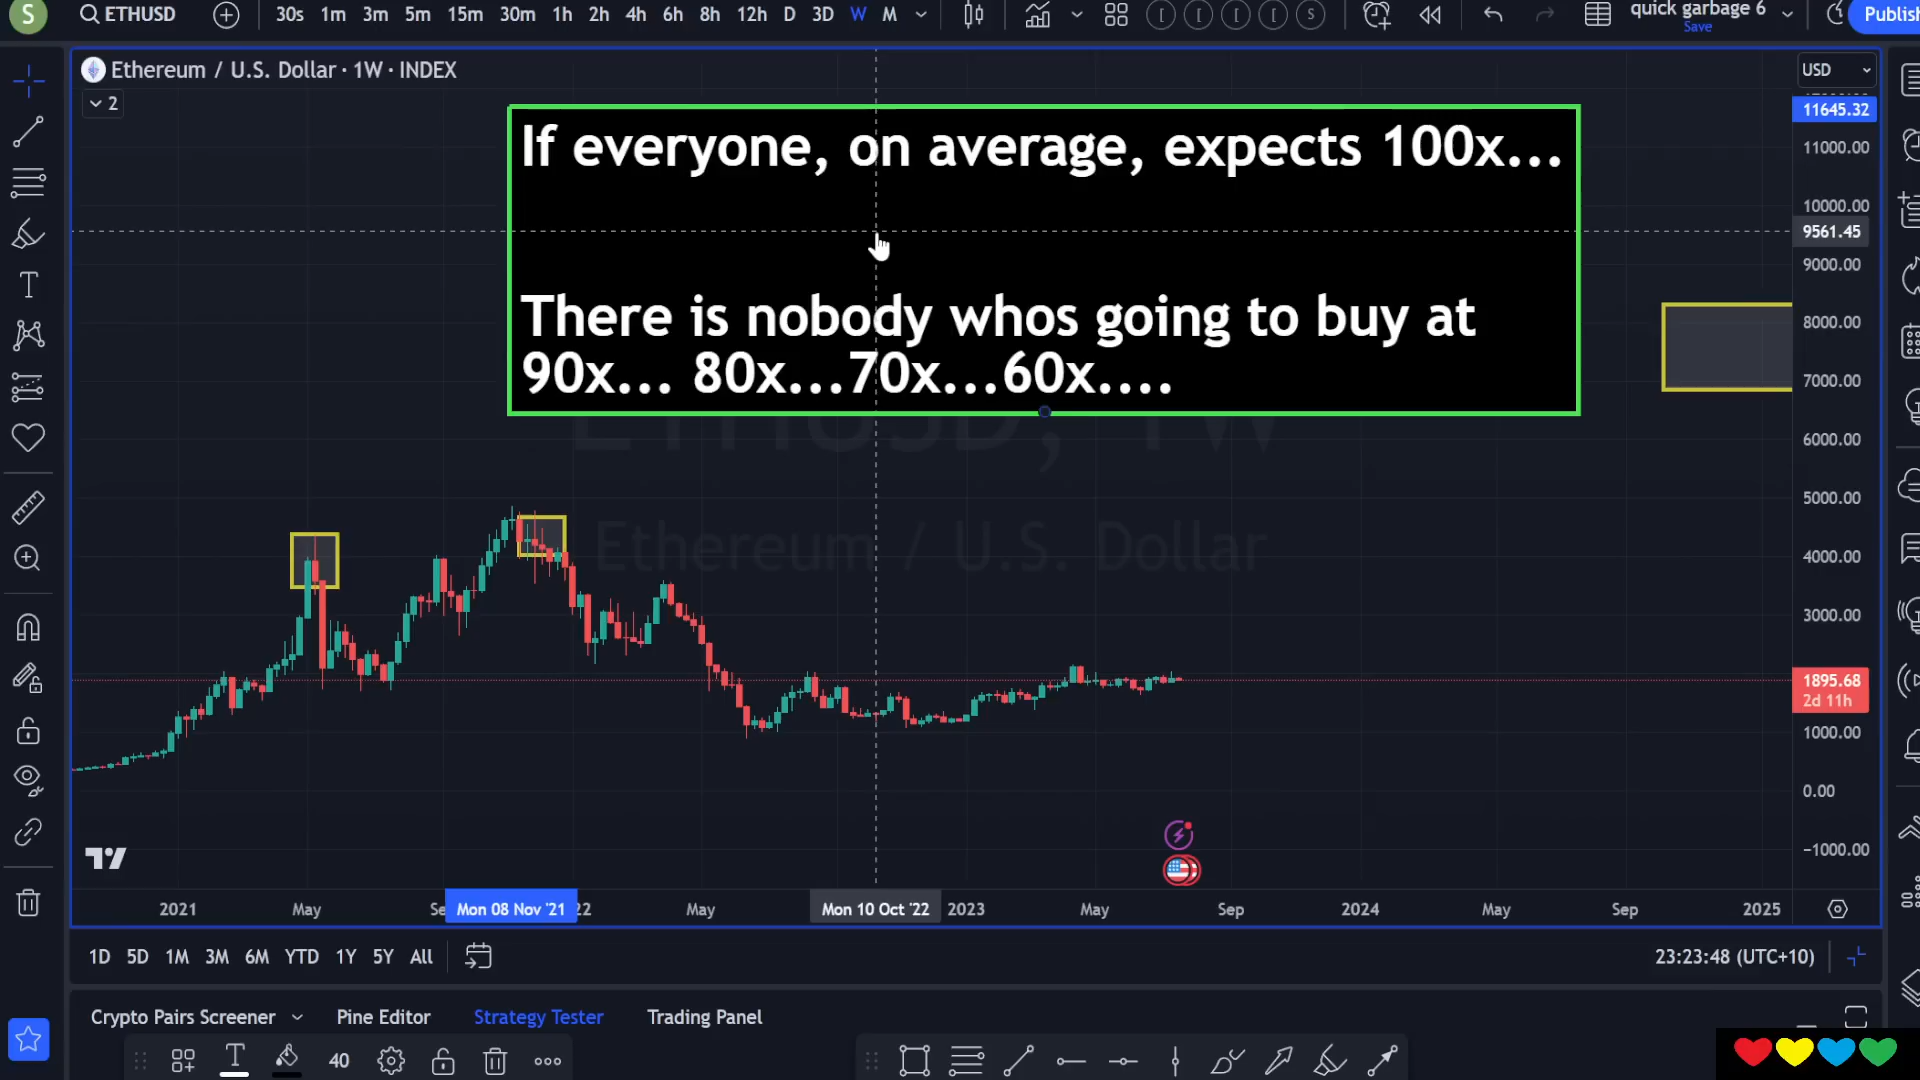 S
ETHUSD
30s 1m 3m 5m 15m 30m 1h 2h 4h 6h 8h 12h D 3D W M
[ [ [ [ S
quick garbage 6
Save
Publish
Ethereum / U.S. Dollar · 1W · INDEX
2
USD
If everyone, on average, expects 100x...
There is nobody whos going to buy at
90x... 80x...70x...60x....
ETHUSD, 1W
Ethereum / U.S. Dollar
11645.32
11000.00
10000.00
9561.45
9000.00
8000.00
7000.00
6000.00
5000.00
4000.00
3000.00
1895.68
2d 11h
1000.00
0.00
−1000.00
2021 May Se Mon 08 Nov '21 22 May Mon 10 Oct '22 2023 May Sep 2024 May Sep 2025
1D 5D 1M 3M 6M YTD 1Y 5Y All
23:23:48 (UTC+10)
Crypto Pairs Screener Pine Editor Strategy Tester Trading Panel
T 40